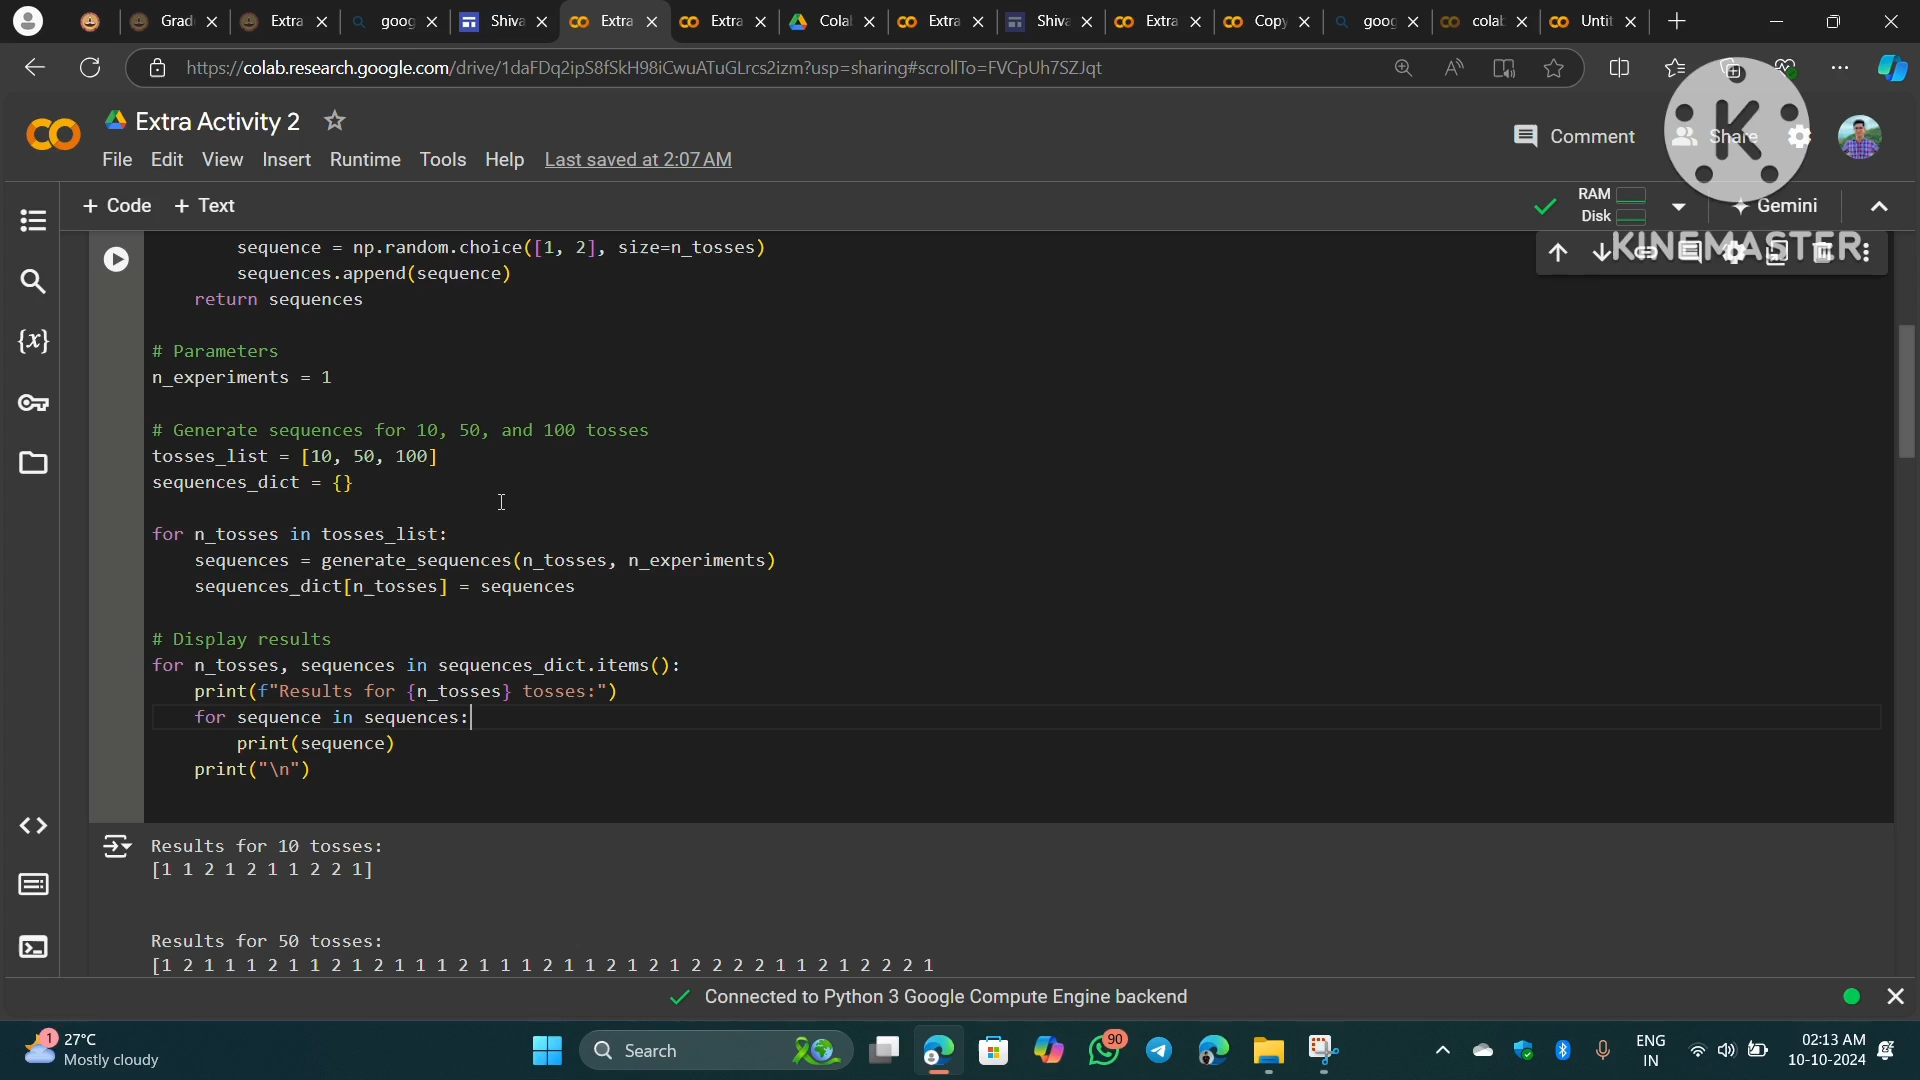 Grad
Extra
goog
Shiva
Extra
Extra
Cola
Extra
Shiva
Extra
Copy
goog
colab
Untit
https://colab.research.google.com/drive/1daFDq2ipS8fSkH98iCwuATuGLrcs2izm?usp=sharing#scrollTo=FVCpUh7SZJqt
Extra Activity 2
Comment
Share
File Edit View Insert Runtime Tools Help Last saved at 2:07 AM
+ Code + Text
RAM
Disk
Gemini
K
KINEMASTER
sequence = np.random.choice([1, 2], size=n_tosses)
sequences.append(sequence)
return sequences
# Parameters
n_experiments = 1
# Generate sequences for 10, 50, and 100 tosses
tosses_list = [10, 50, 100]
sequences_dict = {}
for n_tosses in tosses_list:
sequences = generate_sequences(n_tosses, n_experiments)
sequences_dict[n_tosses] = sequences
# Display results
for n_tosses, sequences in sequences_dict.items():
print(f"Results for {n_tosses} tosses:")
for sequence in sequences:
print(sequence)
print("\n")
Results for 10 tosses:
[1 1 2 1 2 1 1 2 2 1]
Results for 50 tosses:
[1 2 1 1 1 2 1 1 2 1 2 1 1 1 2 1 1 1 2 1 1 2 1 2 1 2 2 2 2 1 1 2 1 2 2 2 1
Connected to Python 3 Google Compute Engine backend
1
27°C
Mostly cloudy
Search
90
ENG
IN
02:13 AM
10-10-2024